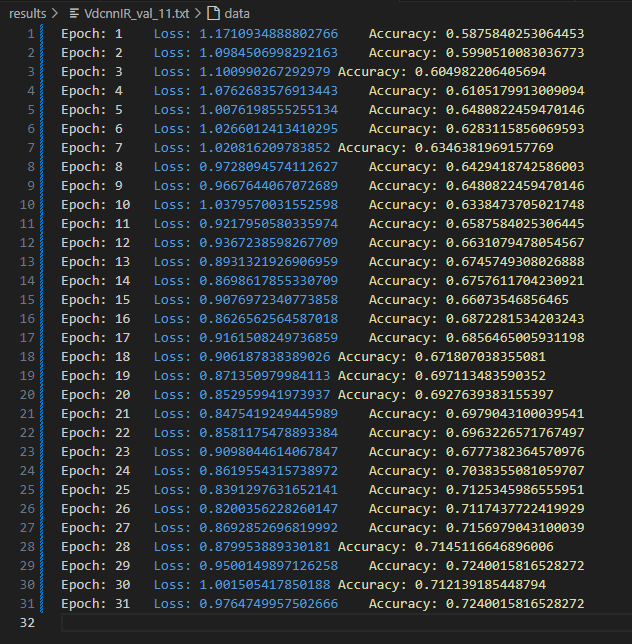 results > VdcnnIR_val_11.txt > data
1 Epoch: 1 Loss: 1.1710934888802766 Accuracy: 0.5875840253064453
2 Epoch: 2 Loss: 1.0984506998292163 Accuracy: 0.5990510083036773
3 Epoch: 3 Loss: 1.100990267292979 Accuracy: 0.604982206405694
4 Epoch: 4 Loss: 1.0762683576913443 Accuracy: 0.6105179913009094
5 Epoch: 5 Loss: 1.0076198555255134 Accuracy: 0.6480822459470146
6 Epoch: 6 Loss: 1.0266012413410295 Accuracy: 0.6283115856069593
7 Epoch: 7 Loss: 1.020816209783852 Accuracy: 0.6346381969157769
8 Epoch: 8 Loss: 0.9728094574112627 Accuracy: 0.6429418742586003
9 Epoch: 9 Loss: 0.9667644067072689 Accuracy: 0.6480822459470146
10 Epoch: 10 Loss: 1.0379570031552598 Accuracy: 0.6338473705021748
11 Epoch: 11 Loss: 0.9217950580335974 Accuracy: 0.6587584025306445
12 Epoch: 12 Loss: 0.9367238598267709 Accuracy: 0.6631079478054567
13 Epoch: 13 Loss: 0.8931321926906959 Accuracy: 0.6745749308026888
14 Epoch: 14 Loss: 0.8698617855330709 Accuracy: 0.6757611704230921
15 Epoch: 15 Loss: 0.9076972340773858 Accuracy: 0.66073546856465
16 Epoch: 16 Loss: 0.8626562564587018 Accuracy: 0.6872281534203243
17 Epoch: 17 Loss: 0.9161508249736859 Accuracy: 0.6856465005931198
18 Epoch: 18 Loss: 0.906187838389026 Accuracy: 0.671807038355081
19 Epoch: 19 Loss: 0.871350979984113 Accuracy: 0.697113483590352
20 Epoch: 20 Loss: 0.852959941973937 Accuracy: 0.6927639383155397
21 Epoch: 21 Loss: 0.8475419249445989 Accuracy: 0.6979043100039541
22 Epoch: 22 Loss: 0.8581175478893384 Accuracy: 0.6963226571767497
23 Epoch: 23 Loss: 0.9098044614067847 Accuracy: 0.6777382364570976
24 Epoch: 24 Loss: 0.8619554315738972 Accuracy: 0.7038355081059707
25 Epoch: 25 Loss: 0.8391297631652141 Accuracy: 0.7125345986555951
26 Epoch: 26 Loss: 0.8200356228260147 Accuracy: 0.7117437722419929
27 Epoch: 27 Loss: 0.8692852696819992 Accuracy: 0.7156979043100039
28 Epoch: 28 Loss: 0.879953889330181 Accuracy: 0.7145116646896006
29 Epoch: 29 Loss: 0.9500149897126258 Accuracy: 0.7240015816528272
30 Epoch: 30 Loss: 1.001505417850188 Accuracy: 0.712139185448794
31 Epoch: 31 Loss: 0.9764749957502666 Accuracy: 0.7240015816528272
32